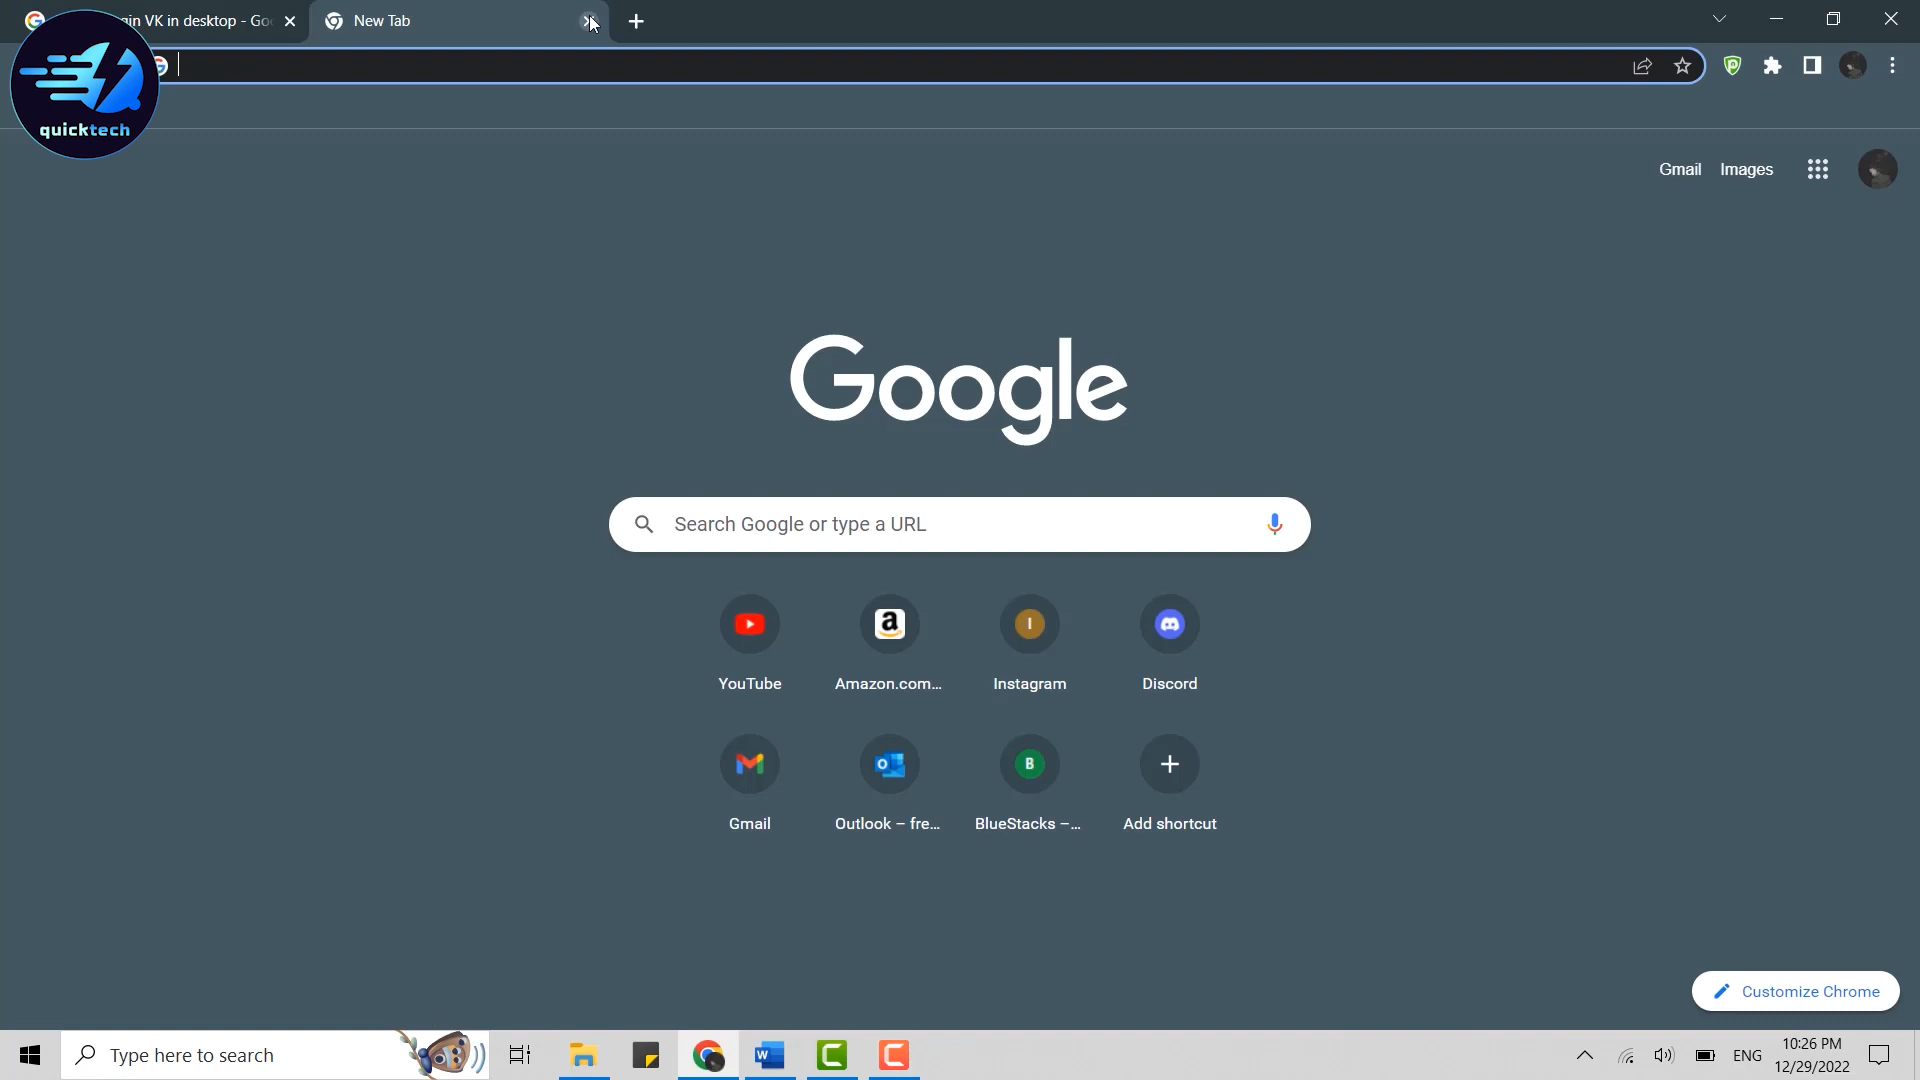 gin VK in desktop - Goo
New Tab
quicktech
Gmail
Images
Google
Search Google or type a URL
YouTube
Amazon.com...
Instagram
Discord
Gmail
Outlook – fre...
BlueStacks –...
Add shortcut
Customize Chrome
Type here to search
ENG
10:26 PM
12/29/2022